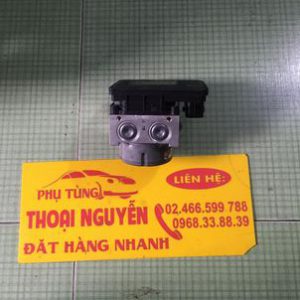 PHỤ TÙNG
THOẠI NGUYỄN
ĐẶT HÀNG NHANH
LIÊN HỆ:
02.466.599.788
0968.33.88.39